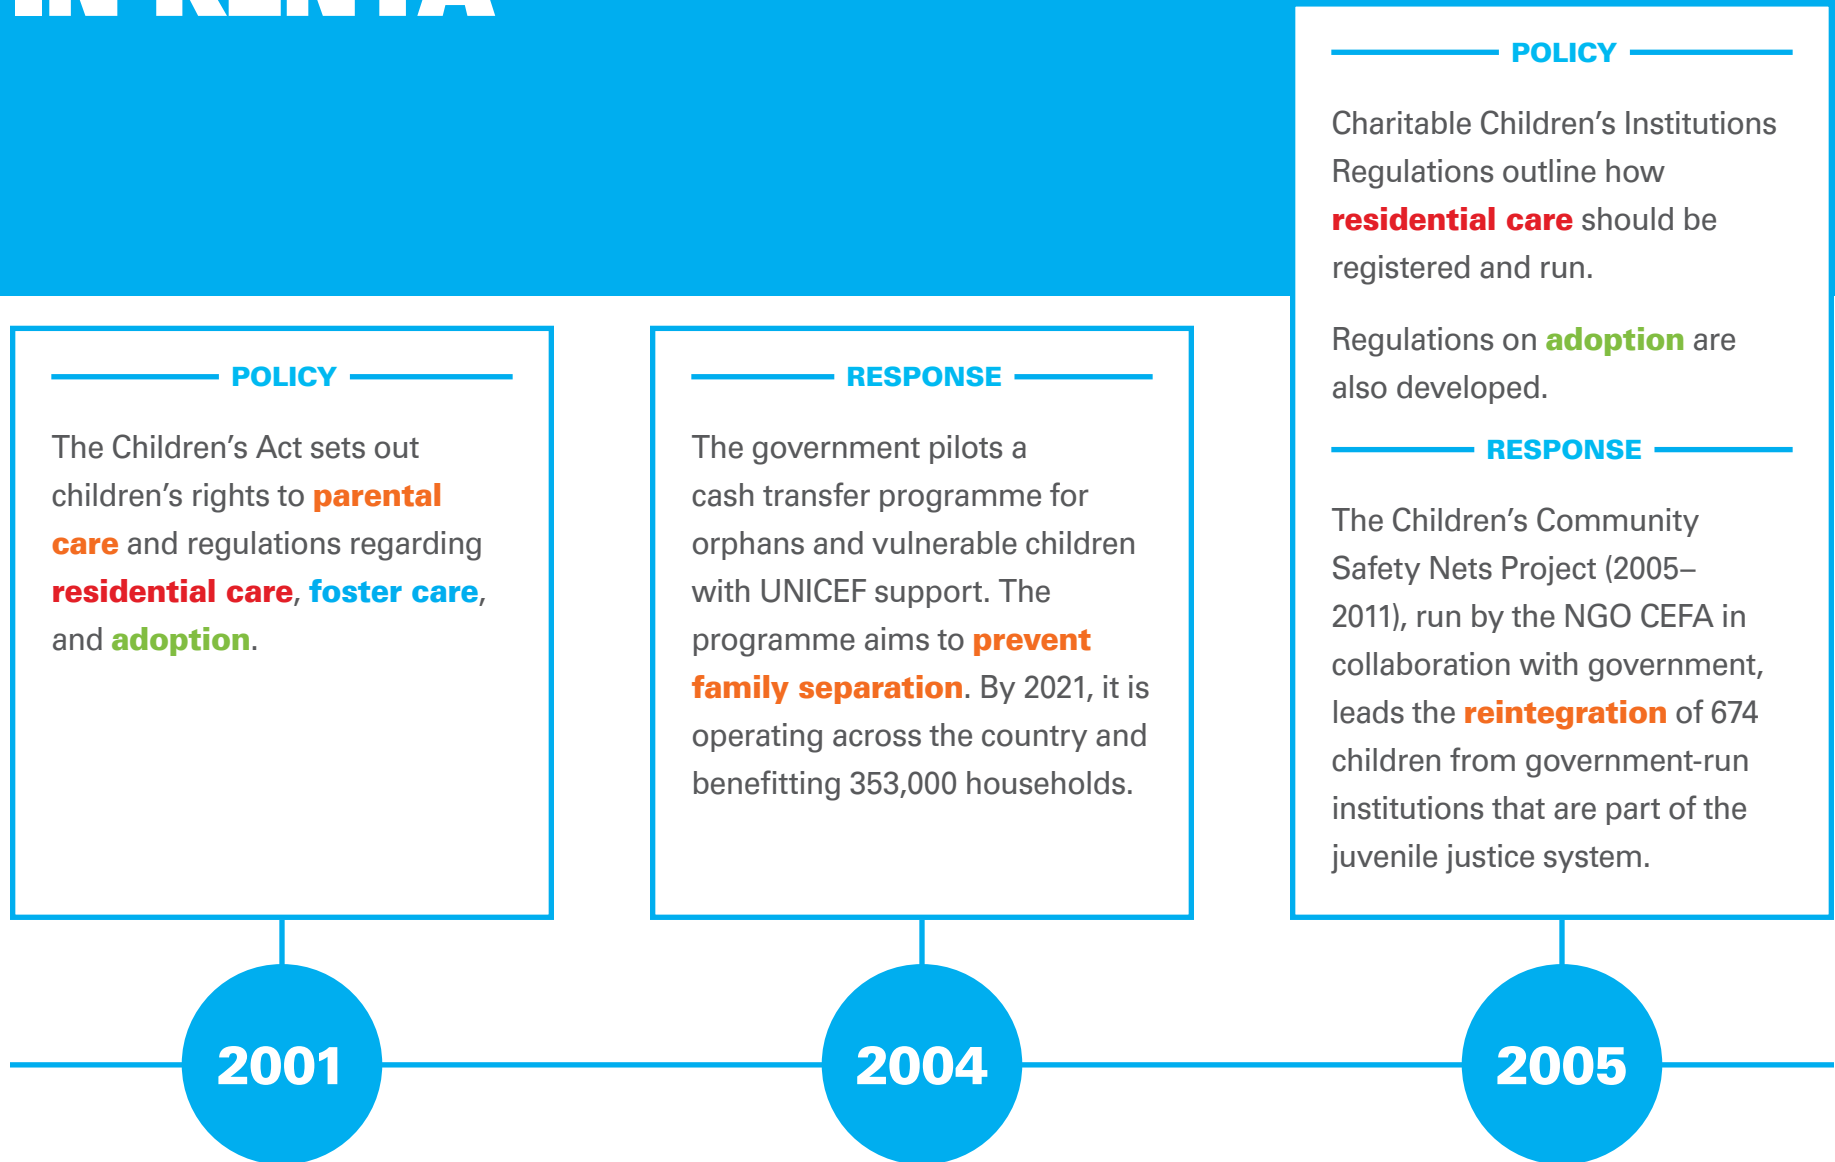 IN KENYA
POLICY
The Children’s Act sets out
children’s rights to parental
care and regulations regarding
residential care, foster care,
and adoption.
2001
RESPONSE
The government pilots a
cash transfer programme for
orphans and vulnerable children
with UNICEF support. The
programme aims to prevent
family separation. By 2021, it is
operating across the country and
benefitting 353,000 households.
2004
POLICY
Charitable Children’s Institutions
Regulations outline how
residential care should be
registered and run.
Regulations on adoption are
also developed.
RESPONSE
The Children’s Community
Safety Nets Project (2005–
2011), run by the NGO CEFA in
collaboration with government,
leads the reintegration of 674
children from government-run
institutions that are part of the
juvenile justice system.
2005